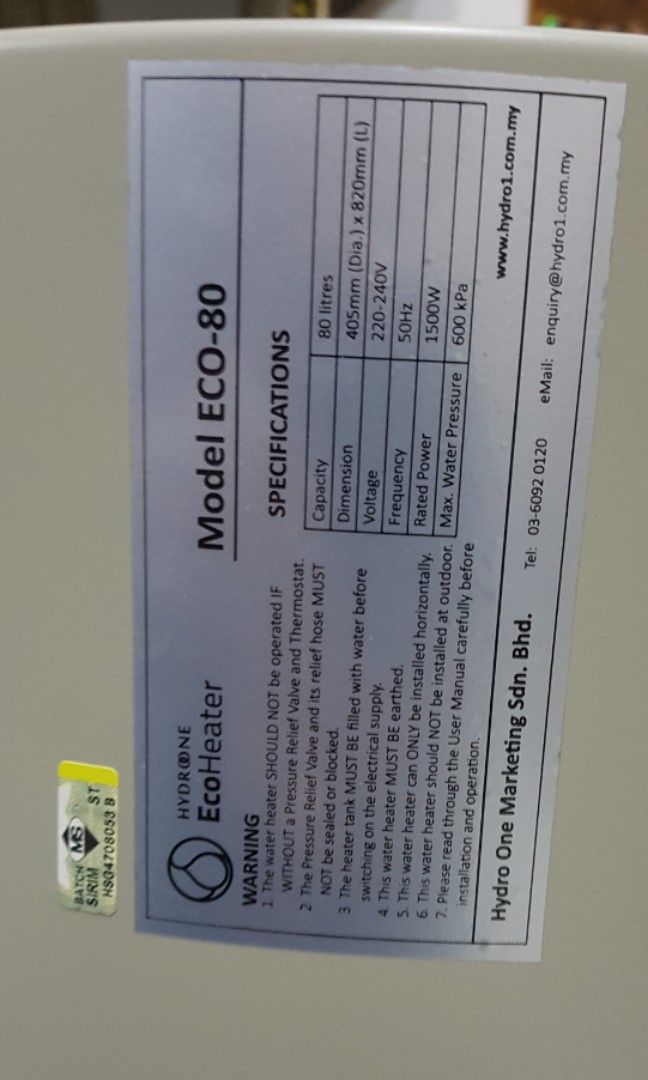 BATCH
SIRIM MS ST
HSG4708053 B
HYDROONE
EcoHeater
Model ECO-80
WARNING
1 The water heater SHOULD NOT be operated IF
WITHOUT a Pressure Relief Valve and Thermostat.
2 The Pressure Relief Valve and its relief hose MUST
NOT be sealed or blocked.
3 The heater tank MUST BE filled with water before
switching on the electrical supply.
4. This water heater MUST BE earthed.
5. This water heater can ONLY be installed horizontally.
6. This water heater should NOT be installed at outdoor.
7. Please read through the User Manual carefully before
installation and operation.
SPECIFICATIONS
Capacity 80 litres
Dimension 405mm (Dia.) x 820mm (L)
Voltage 220-240V
Frequency 50Hz
Rated Power 1500W
Max. Water Pressure 600 kPa
Hydro One Marketing Sdn. Bhd. www.hydro1.com.my
Tel: 03-6092 0120 eMail: enquiry@hydro1.com.my